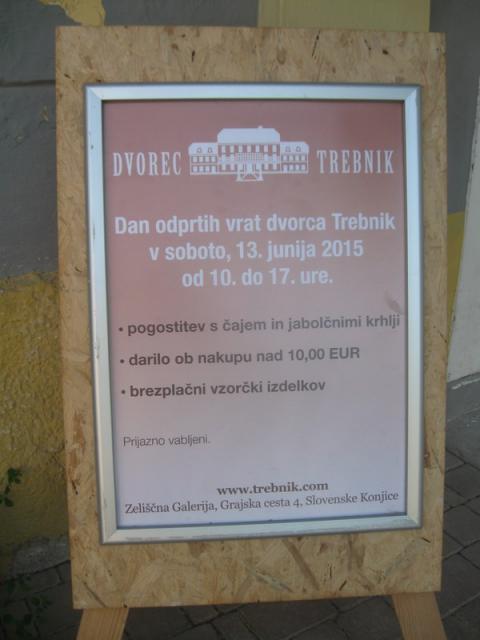 DVOREC TREBNIK
Dan odprtih vrat dvorca Trebnik
v soboto, 13. junija 2015
od 10. do 17. ure.
• pogostitev s čajem in jabolčnimi krhlji
• darilo ob nakupu nad 10,00 EUR
• brezplačni vzorčki izdelkov
Prijazno vabljeni.
www.trebnik.com
Zeliščna Galerija, Grajska cesta 4, Slovenske Konjice